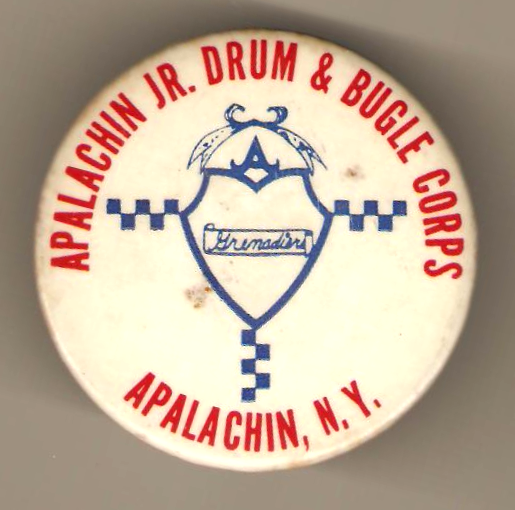 APALACHIN JR. DRUM & BUGLE CORPS
A
Grenadiers
APALACHIN, N.Y.